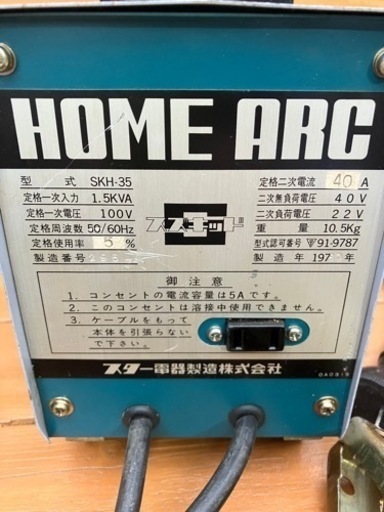 HOME ARC
型式 SKH-35
定格一次入力 1.5KVA
定格一次電圧 100V
定格周波数 50/60Hz
定格使用率 5%
製造番号
スズキッド
定格二次電流 40A
二次無負荷電圧 40V
二次負荷電圧 22V
重量 10.5Kg
型式認可番号 91-9787
製造年 197 年
御注意
1. コンセントの電流容量は5Aです。
2. このコンセントは溶接中使用できません。
3. ケーブルをもって
本体を引張らない
で下さい。
スター電器製造株式会社